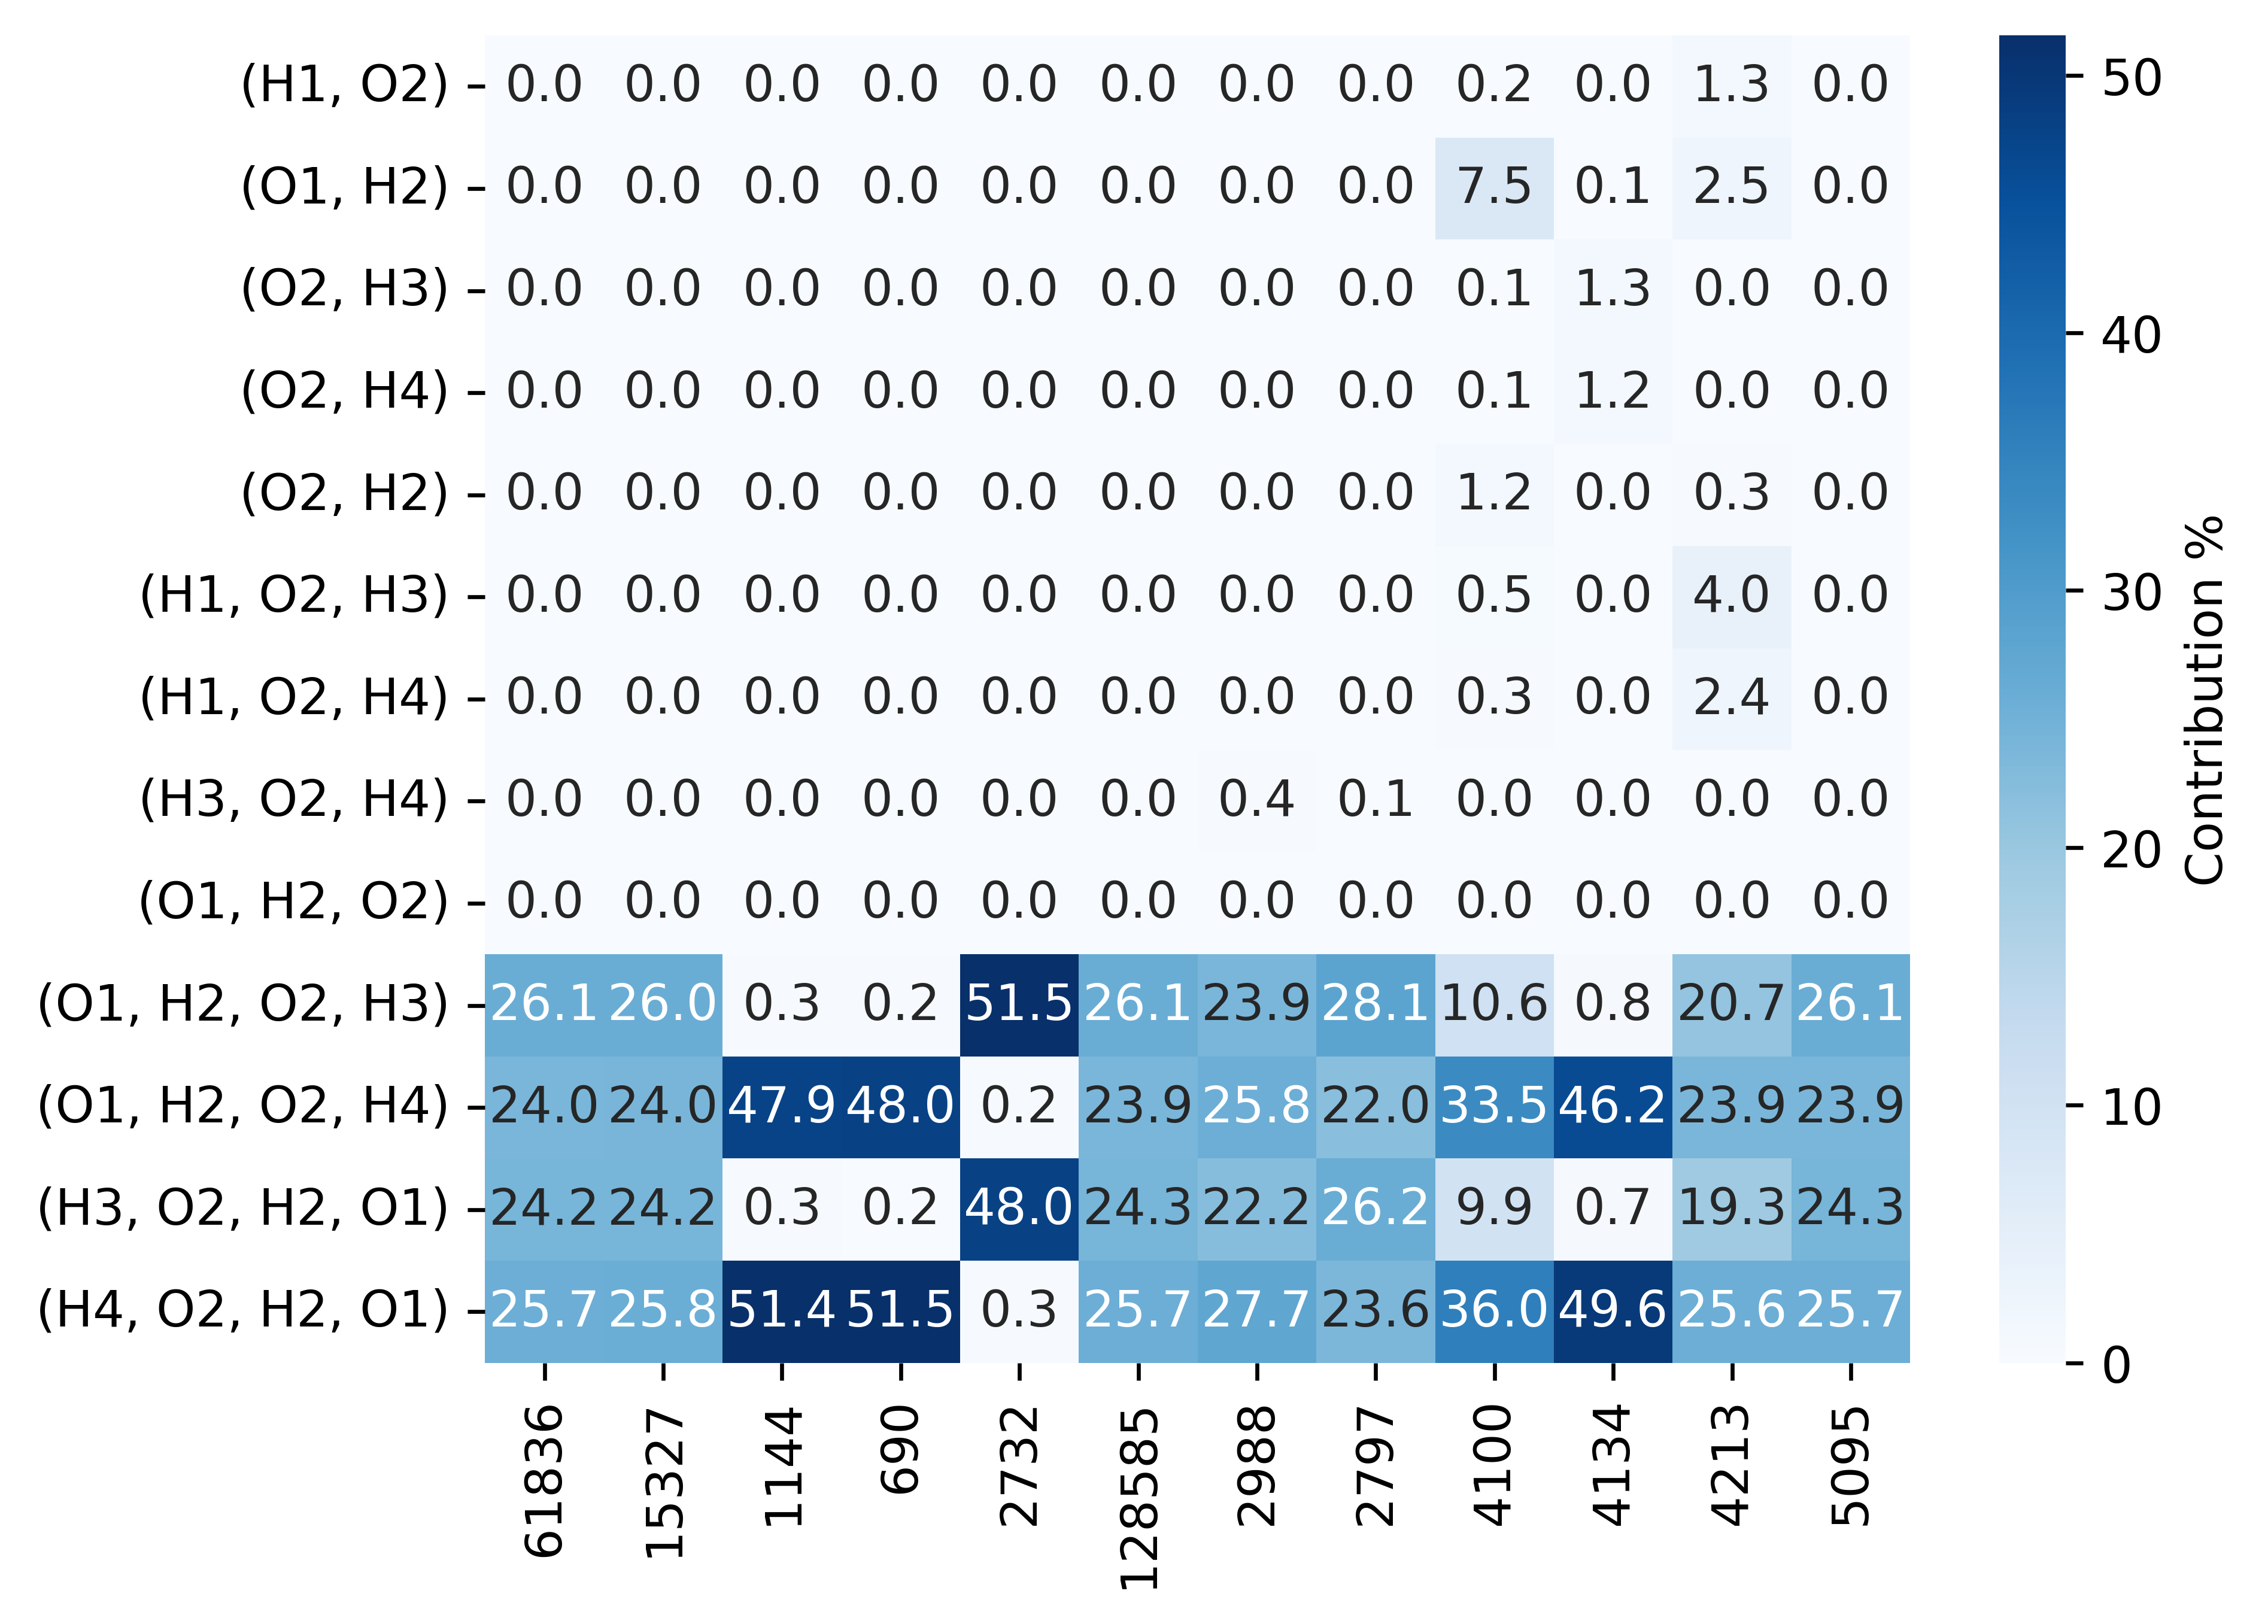 (H1, O2) 0.0 0.0 0.0 0.0 0.0 0.0 0.0 0.0 0.2 0.0 1.3 0.0
(O1, H2) 0.0 0.0 0.0 0.0 0.0 0.0 0.0 0.0 7.5 0.1 2.5 0.0
(O2, H3) 0.0 0.0 0.0 0.0 0.0 0.0 0.0 0.0 0.1 1.3 0.0 0.0
(O2, H4) 0.0 0.0 0.0 0.0 0.0 0.0 0.0 0.0 0.1 1.2 0.0 0.0
(O2, H2) 0.0 0.0 0.0 0.0 0.0 0.0 0.0 0.0 1.2 0.0 0.3 0.0
(H1, O2, H3) 0.0 0.0 0.0 0.0 0.0 0.0 0.0 0.0 0.5 0.0 4.0 0.0
(H1, O2, H4) 0.0 0.0 0.0 0.0 0.0 0.0 0.0 0.0 0.3 0.0 2.4 0.0
(H3, O2, H4) 0.0 0.0 0.0 0.0 0.0 0.0 0.4 0.1 0.0 0.0 0.0 0.0
(O1, H2, O2) 0.0 0.0 0.0 0.0 0.0 0.0 0.0 0.0 0.0 0.0 0.0 0.0
(O1, H2, O2, H3) 26.1 26.0 0.3 0.2 51.5 26.1 23.9 28.1 10.6 0.8 20.7 26.1
(O1, H2, O2, H4) 24.0 24.0 47.9 48.0 0.2 23.9 25.8 22.0 33.5 46.2 23.9 23.9
(H3, O2, H2, O1) 24.2 24.2 0.3 0.2 48.0 24.3 22.2 26.2 9.9 0.7 19.3 24.3
(H4, O2, H2, O1) 25.7 25.8 51.4 51.5 0.3 25.7 27.7 23.6 36.0 49.6 25.6 25.7
61836 15327 1144 690 2732 128585 2988 2797 4100 4134 4213 5095
50
40
30
20
10
0
Contribution %